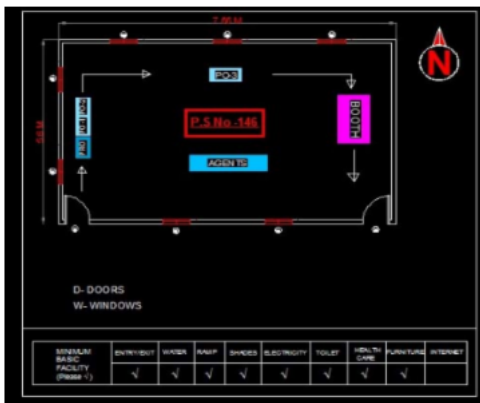 N
PO-3
BOOTH
P.S No -146
AGENTS
D- DOORS
W- WINDOWS
MINIMUM BASIC FACILITY (Please √) ENTRY/EXIT WATER RAMP SHADES ELECTRICITY TOILET HEALTH CARE FURNITURE INTERNET
√ √ √ √ √ √ √ √